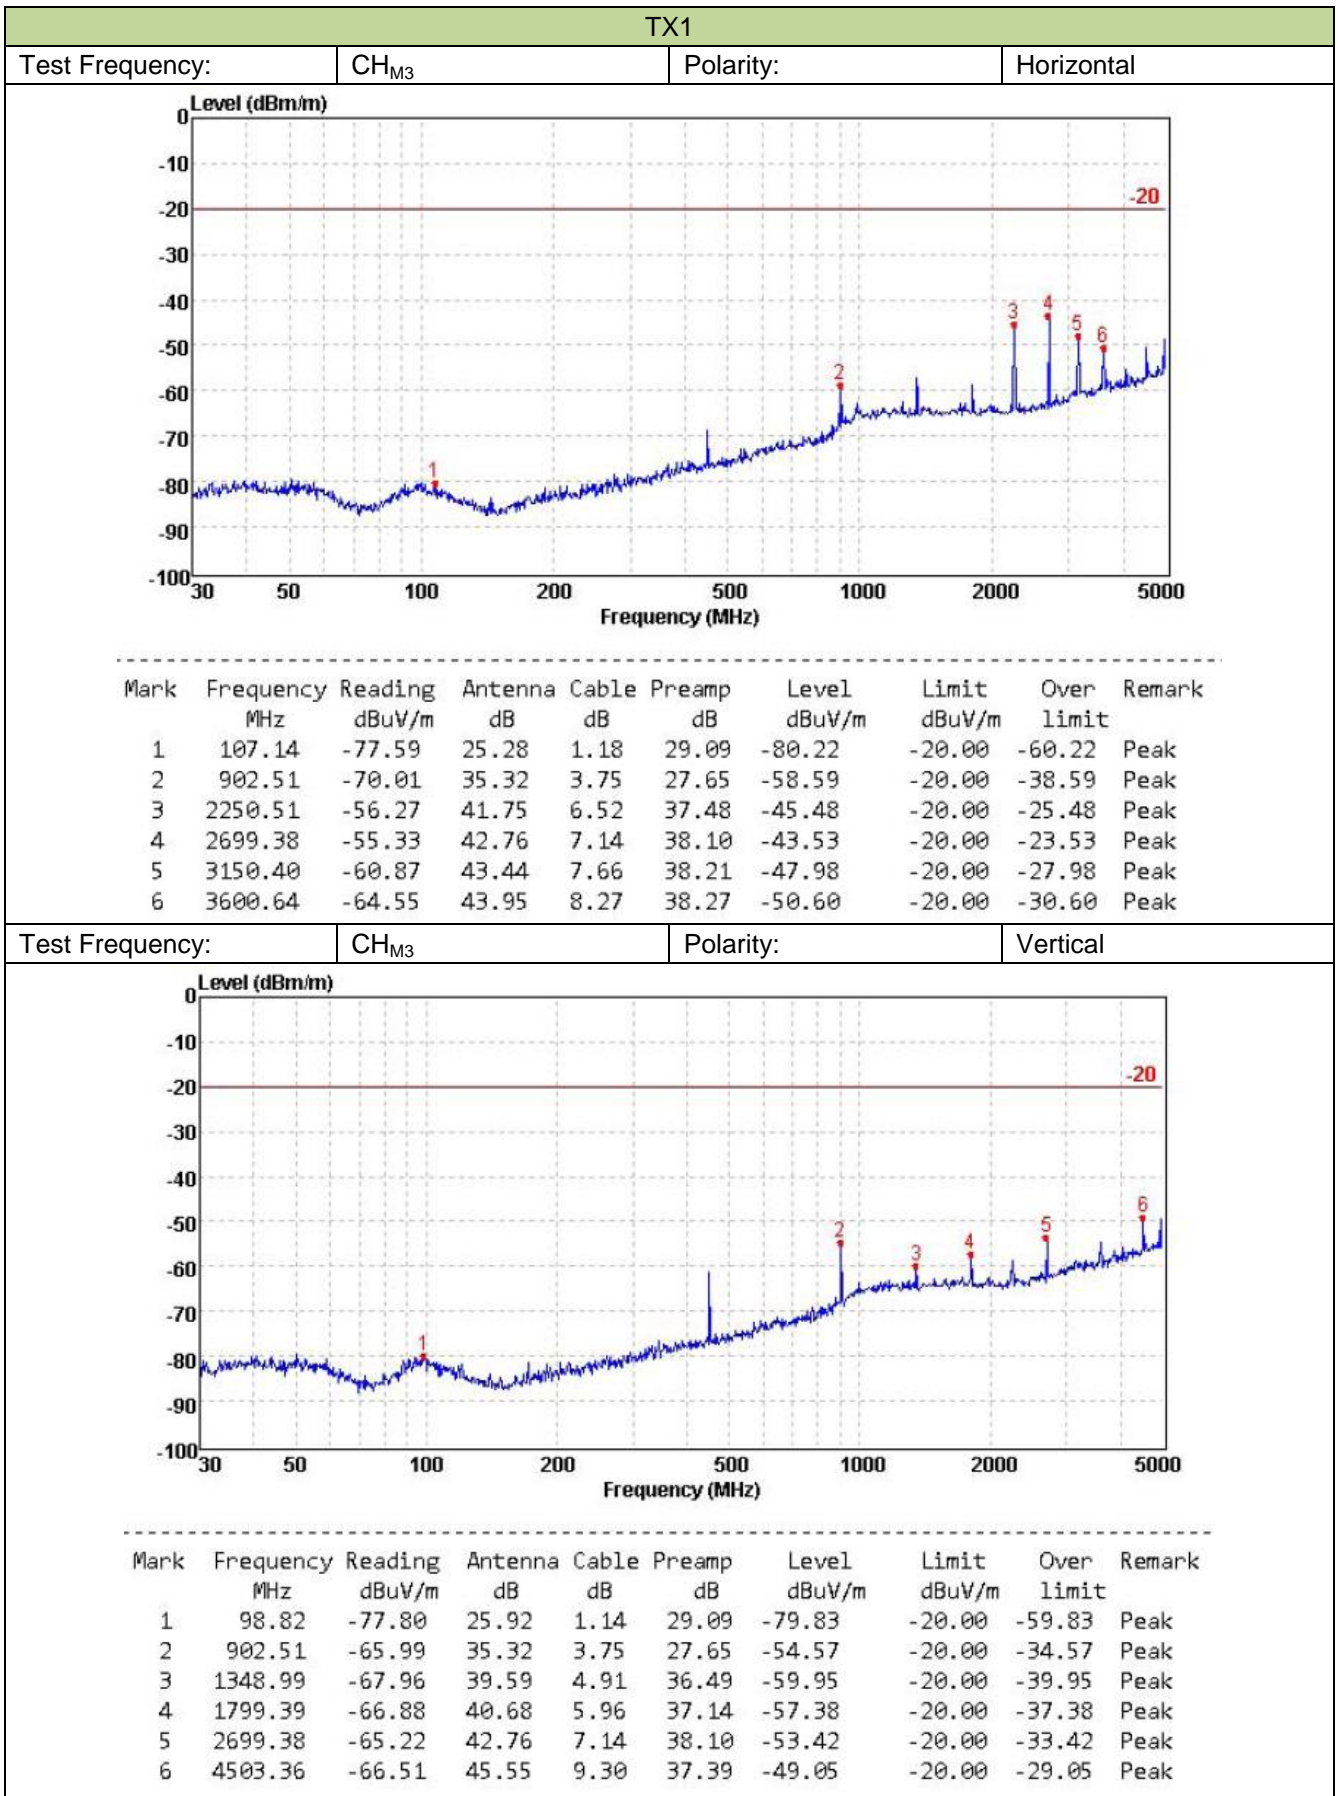 TX1
Test Frequency: CHM3 Polarity: Horizontal
Level (dBm/m)
0
-10
-20
-20
-30
-40
-50
-60
-70
-80
-90
-100
3
4
5
6
2
1
30 50 100 200 500 1000 2000 5000
Frequency (MHz)
Mark Frequency Reading Antenna Cable Preamp Level Limit Over Remark
MHz dBuV/m dB dB dB dBuV/m dBuV/m limit
1 107.14 -77.59 25.28 1.18 29.09 -80.22 -20.00 -60.22 Peak
2 902.51 -70.01 35.32 3.75 27.65 -58.59 -20.00 -38.59 Peak
3 2250.51 -56.27 41.75 6.52 37.48 -45.48 -20.00 -25.48 Peak
4 2699.38 -55.33 42.76 7.14 38.10 -43.53 -20.00 -23.53 Peak
5 3150.40 -60.87 43.44 7.66 38.21 -47.98 -20.00 -27.98 Peak
6 3600.64 -64.55 43.95 8.27 38.27 -50.60 -20.00 -30.60 Peak
Test Frequency: CHM3 Polarity: Vertical
Level (dBm/m)
0
-10
-20
-20
-30
-40
-50
-60
-70
-80
-90
-100
6
5
2
3
4
1
30 50 100 200 500 1000 2000 5000
Frequency (MHz)
Mark Frequency Reading Antenna Cable Preamp Level Limit Over Remark
MHz dBuV/m dB dB dB dBuV/m dBuV/m limit
1 98.82 -77.80 25.92 1.14 29.09 -79.83 -20.00 -59.83 Peak
2 902.51 -65.99 35.32 3.75 27.65 -54.57 -20.00 -34.57 Peak
3 1348.99 -67.96 39.59 4.91 36.49 -59.95 -20.00 -39.95 Peak
4 1799.39 -66.88 40.68 5.96 37.14 -57.38 -20.00 -37.38 Peak
5 2699.38 -65.22 42.76 7.14 38.10 -53.42 -20.00 -33.42 Peak
6 4503.36 -66.51 45.55 9.30 37.39 -49.05 -20.00 -29.05 Peak